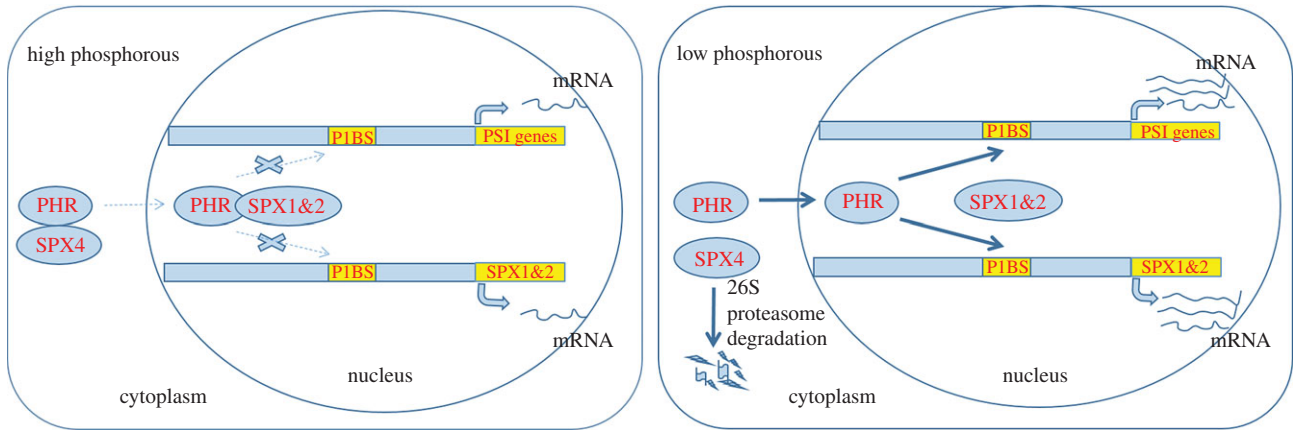 high phosphorous
mRNA
P1BS
PSI genes
PHR
SPX4
PHR
SPX1&2
P1BS
SPX1&2
mRNA
nucleus
cytoplasm
low phosphorous
mRNA
P1BS
PSI genes
PHR
PHR
SPX1&2
SPX4
P1BS
SPX1&2
26S
proteasome
degradation
mRNA
nucleus
cytoplasm